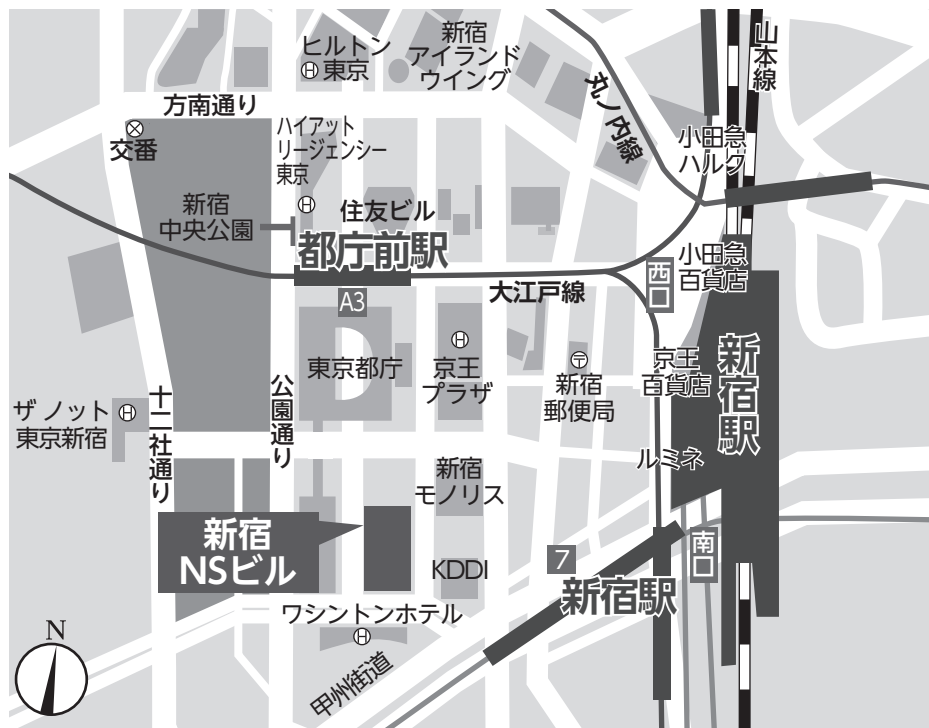 新宿
アイランド
ウイング
ヒルトン
Ⓗ東京
山本線
丸ノ内線
方南通り
交番
ハイアット
リージェンシー
東京
Ⓗ
小田急
ハルク
新宿
中央公園
住友ビル
都庁前駅
小田急
百貨店
西口
大江戸線
A3
東京都庁
Ⓗ
京王
プラザ
〒
新宿
郵便局
京王
百貨店
新宿駅
公園通り
十二社通り
ザ ノット Ⓗ
東京新宿
ルミネ
新宿
モノリス
新宿
NSビル
KDDI
7
南口
新宿駅
ワシントンホテル
Ⓗ
甲州街道
N